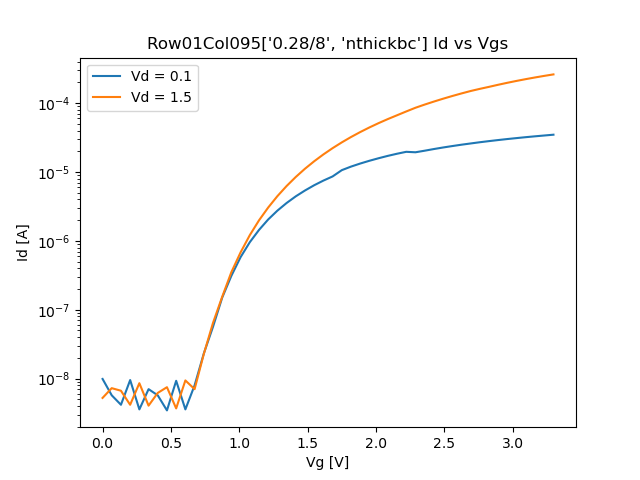 Row01Col095['0.28/8', 'nthickbc'] Id vs Vgs
Vd = 0.1
Vd = 1.5
Id [A]
10⁻⁴
10⁻⁵
10⁻⁶
10⁻⁷
10⁻⁸
0.0 0.5 1.0 1.5 2.0 2.5 3.0
Vg [V]